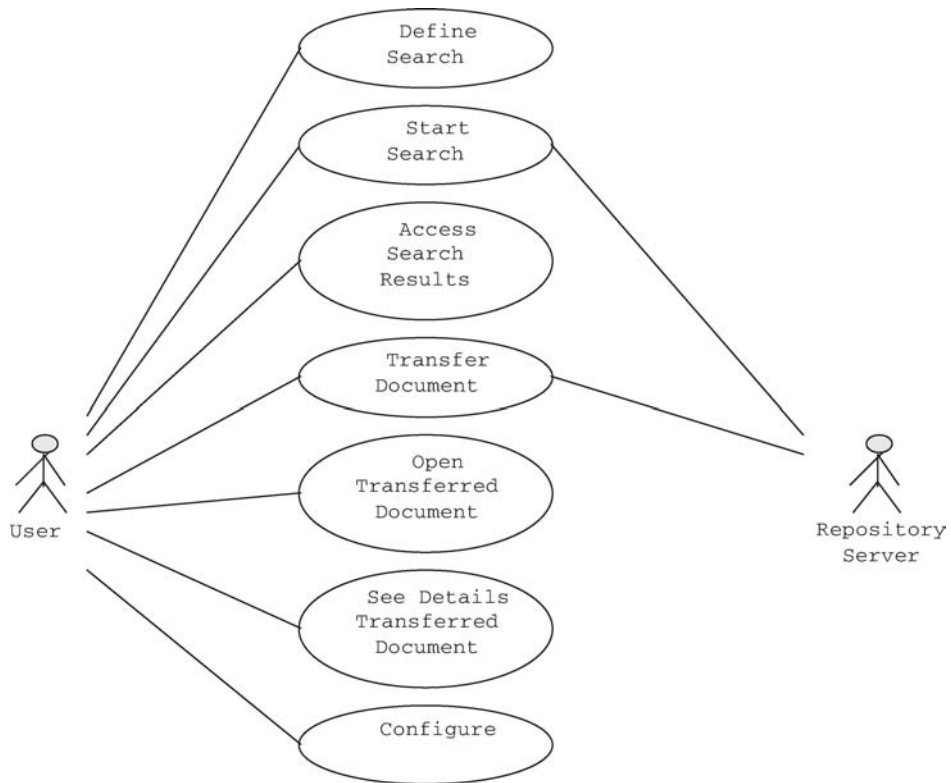 Define
Search
Start
Search
Access
Search
Results
Transfer
Document
Open
Transferred
Document
See Details
Transferred
Document
Configure
User
Repository
Server